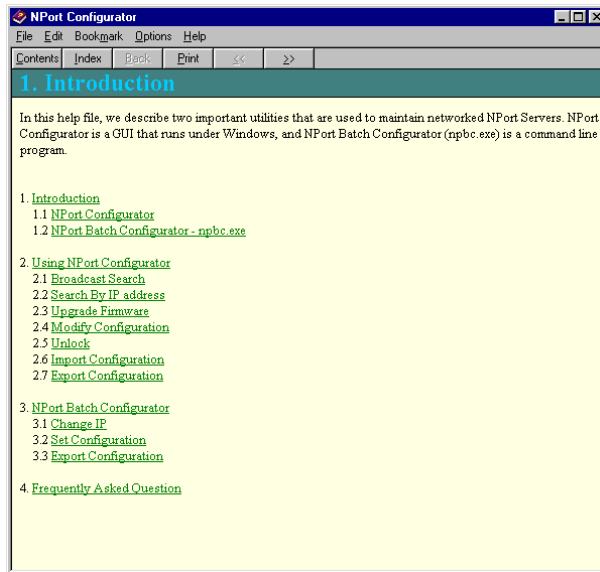 NPort Configurator
File Edit Bookmark Options Help
Contents Index Back Print << >>
1. Introduction
In this help file, we describe two important utilities that are used to maintain networked NPort Servers. NPort
Configurator is a GUI that runs under Windows, and NPort Batch Configurator (npbc.exe) is a command line
program.
1. Introduction
1.1 NPort Configurator
1.2 NPort Batch Configurator - npbc.exe
2. Using NPort Configurator
2.1 Broadcast Search
2.2 Search By IP address
2.3 Upgrade Firmware
2.4 Modify Configuration
2.5 Unlock
2.6 Import Configuration
2.7 Export Configuration
3. NPort Batch Configurator
3.1 Change IP
3.2 Set Configuration
3.3 Export Configuration
4. Frequently Asked Question